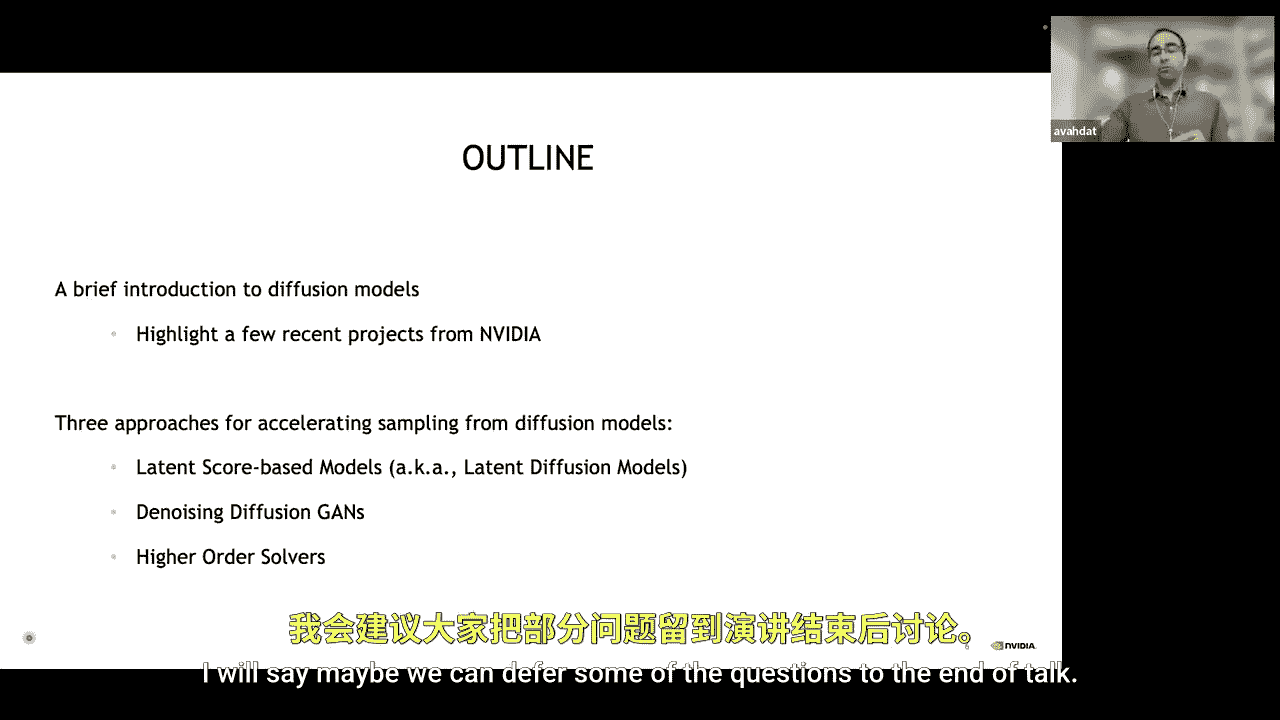 avahdat
OUTLINE
A brief introduction to diffusion models
Highlight a few recent projects from NVIDIA
Three approaches for accelerating sampling from diffusion models:
Latent Score-based Models (a.k.a., Latent Diffusion Models)
Denoising Diffusion GANs
Higher Order Solvers
我会建议大家把部分问题留到演讲结束后讨论。
NVIDIA.
I will say maybe we can defer some of the questions to the end of talk.